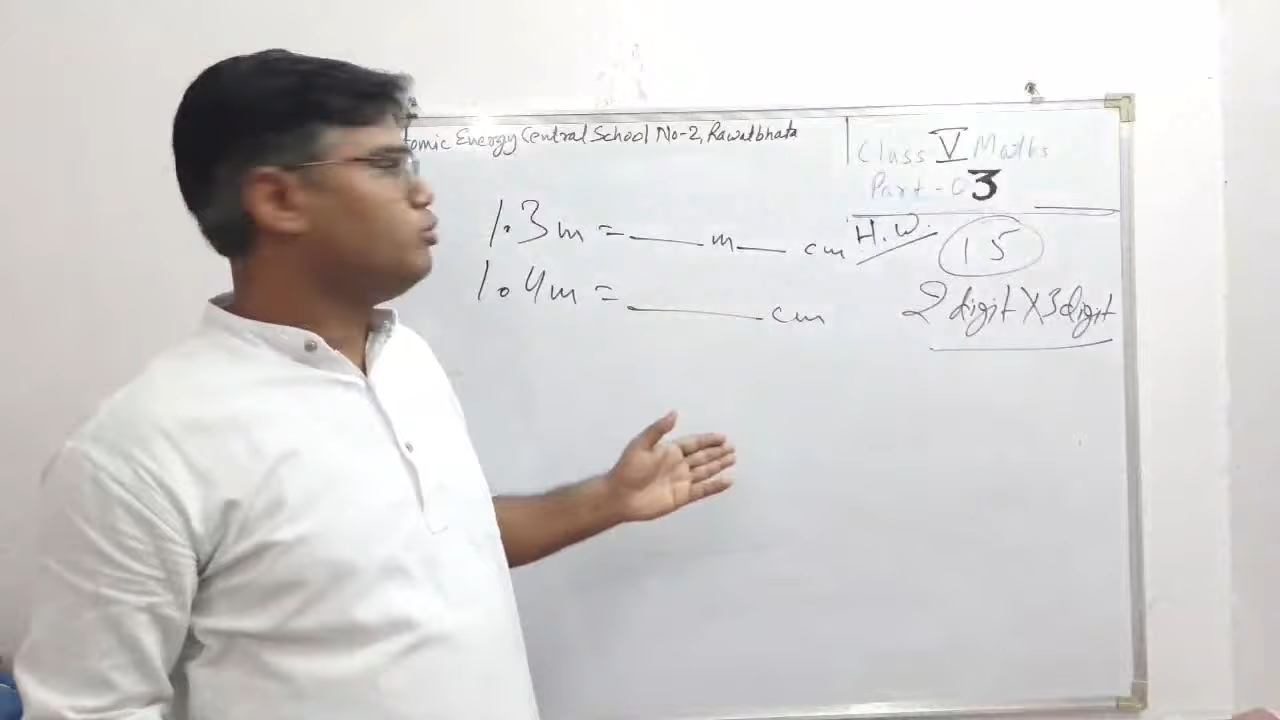 tomic Energy Central School No-2, Rawatbhata
Class V Maths
Part-03
1.3m = ____ m ____ cm
1.4m = ________ cm
H.W.
15
2 digit X 3 digit